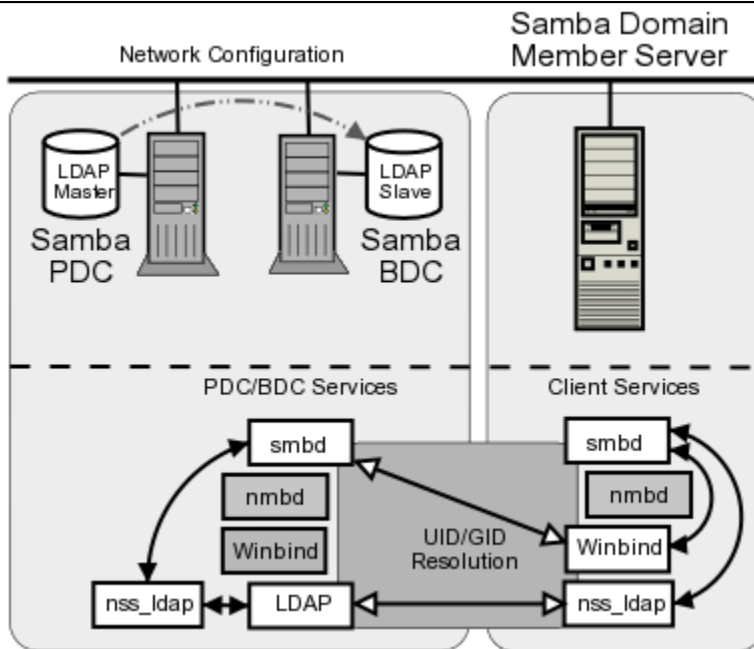 Samba Domain
Member Server
Network Configuration
LDAP
Master
LDAP
Slave
Samba
PDC
Samba
BDC
PDC/BDC Services
Client Services
smbd
smbd
nmbd
nmbd
Winbind
UID/GID
Resolution
Winbind
nss_ldap
LDAP
nss_ldap